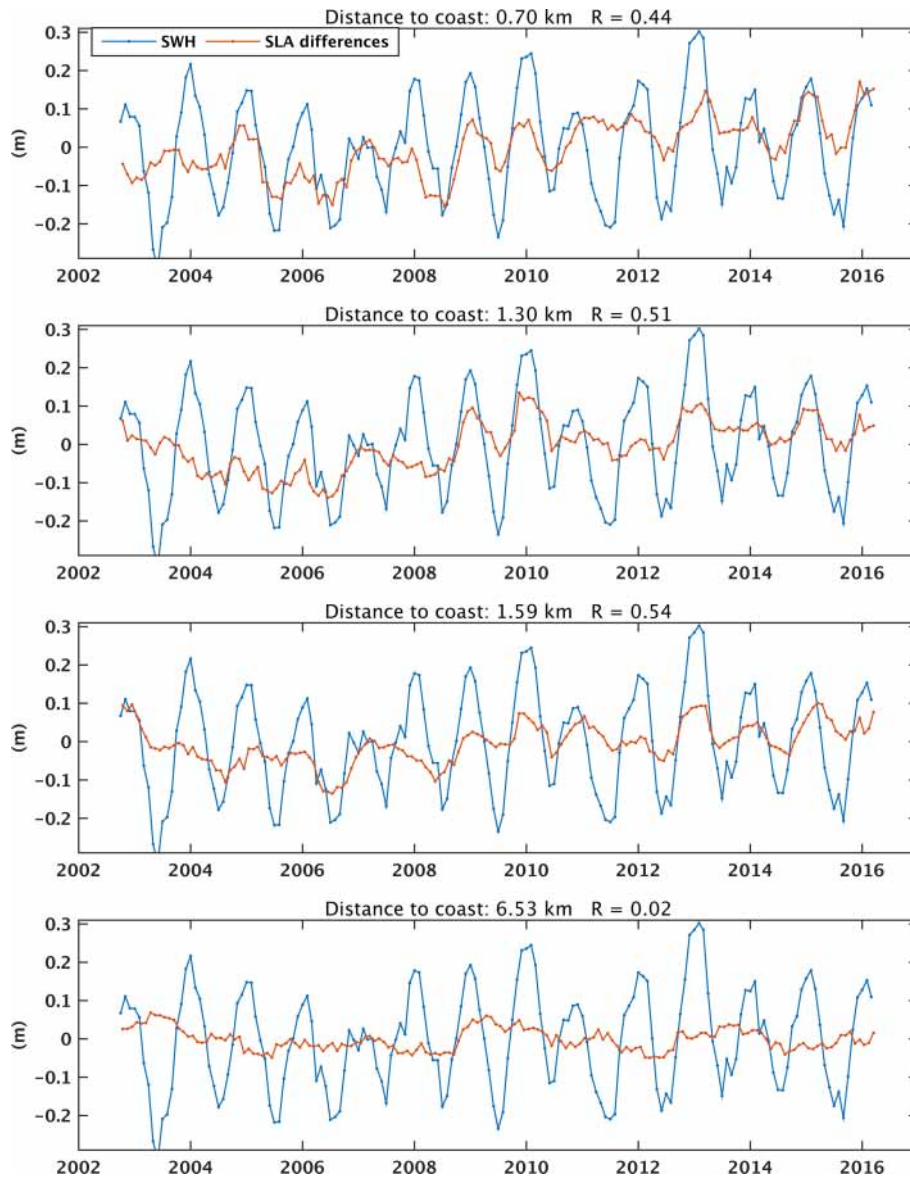 Distance to coast: 0.70 km R = 0.44
SWH SLA differences
0.3
0.2
0.1
0
-0.1
-0.2
(m)
2002 2004 2006 2008 2010 2012 2014 2016
Distance to coast: 1.30 km R = 0.51
0.3
0.2
0.1
0
-0.1
-0.2
(m)
2002 2004 2006 2008 2010 2012 2014 2016
Distance to coast: 1.59 km R = 0.54
0.3
0.2
0.1
0
-0.1
-0.2
(m)
2002 2004 2006 2008 2010 2012 2014 2016
Distance to coast: 6.53 km R = 0.02
0.3
0.2
0.1
0
-0.1
-0.2
(m)
2002 2004 2006 2008 2010 2012 2014 2016